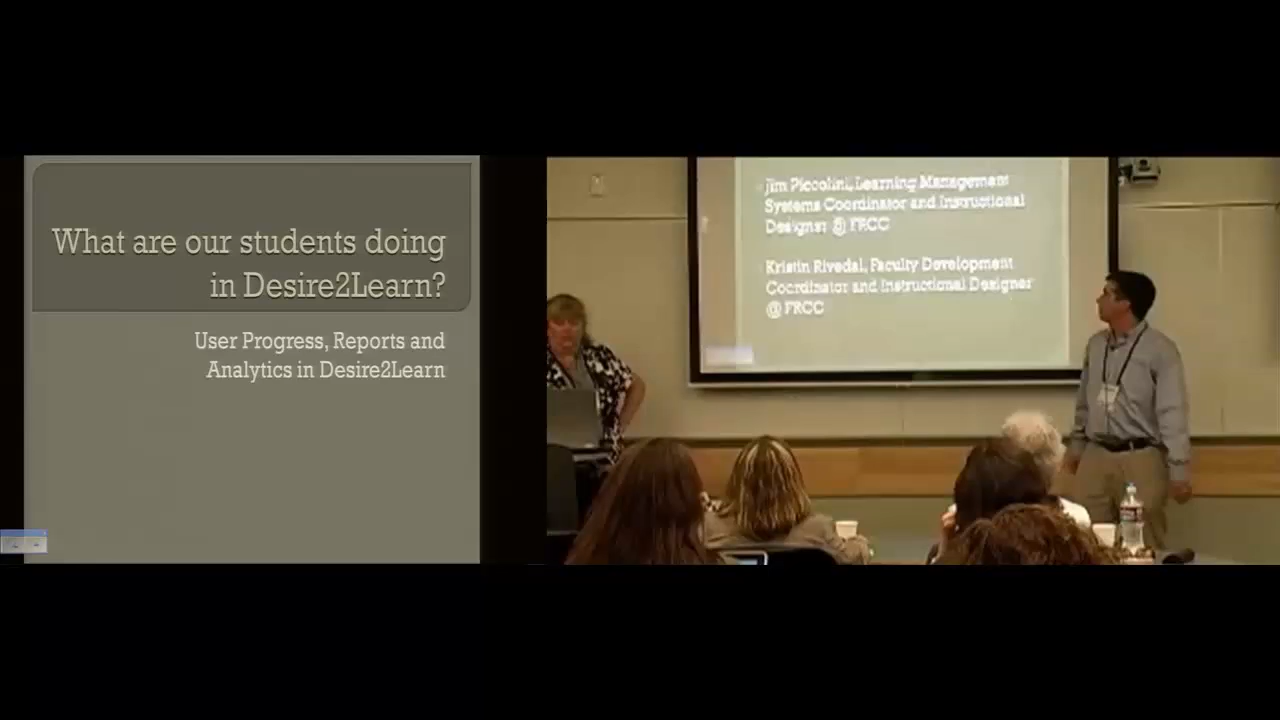 What are our students doing
in Desire2Learn?
User Progress, Reports and
Analytics in Desire2Learn
Jim Piccolini, Learning Management
Systems Coordinator and Instructional
Designer @ FRCC
Kristin Rivedal, Faculty Development
Coordinator and Instructional Designer
@ FRCC